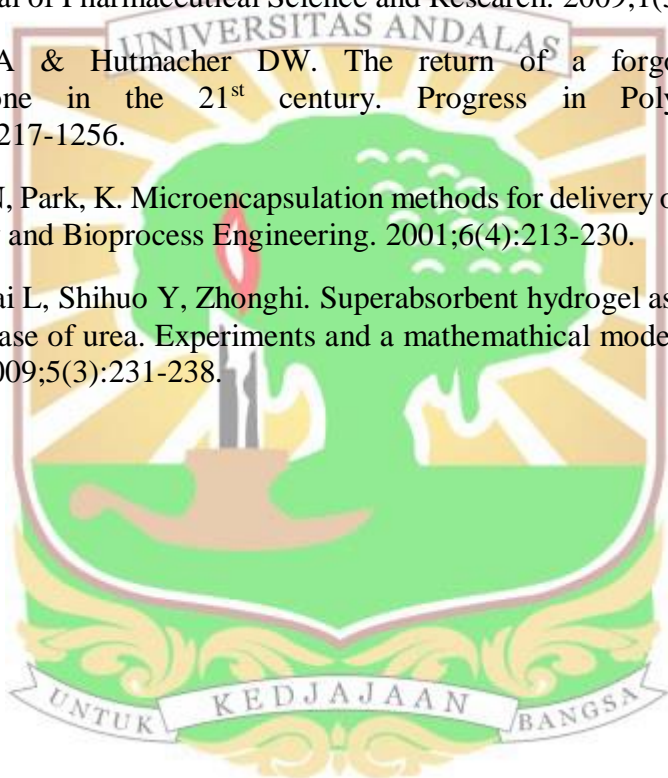 al of Pharmaceutical Science and Research. 2009;1(3
UNIVERSITAS ANDALAS
A & Hutmacher DW. The return of a forgo
one in the 21st century. Progress in Poly
217-1256.
N, Park, K. Microencapsulation methods for delivery o
and Bioprocess Engineering. 2001;6(4):213-230.
ai L, Shihuo Y, Zhonghi. Superabsorbent hydrogel as
ase of urea. Experiments and a mathemathical mode
009;5(3):231-238.
UNTUK KEDJAJAAN BANGSA